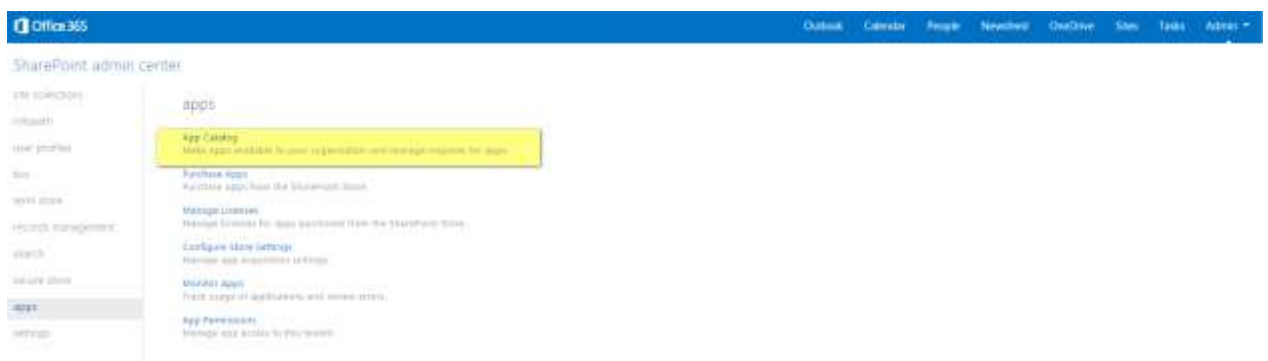 Office 365
Outlook Calendar People Newsfeed OneDrive Sites Tasks Admin
SharePoint admin center
site collections
infopath
user profiles
bcs
term store
records management
search
secure store
apps
settings
apps
App Catalog
Make apps available to your organization and manage requests for apps.
Purchase Apps
Purchase apps from the SharePoint Store.
Manage Licenses
Manage licenses for apps purchased from the SharePoint Store.
Configure Store Settings
Manage app acquisition settings.
Monitor Apps
Track usage of applications and review errors.
App Permissions
Manage app access to this tenant.